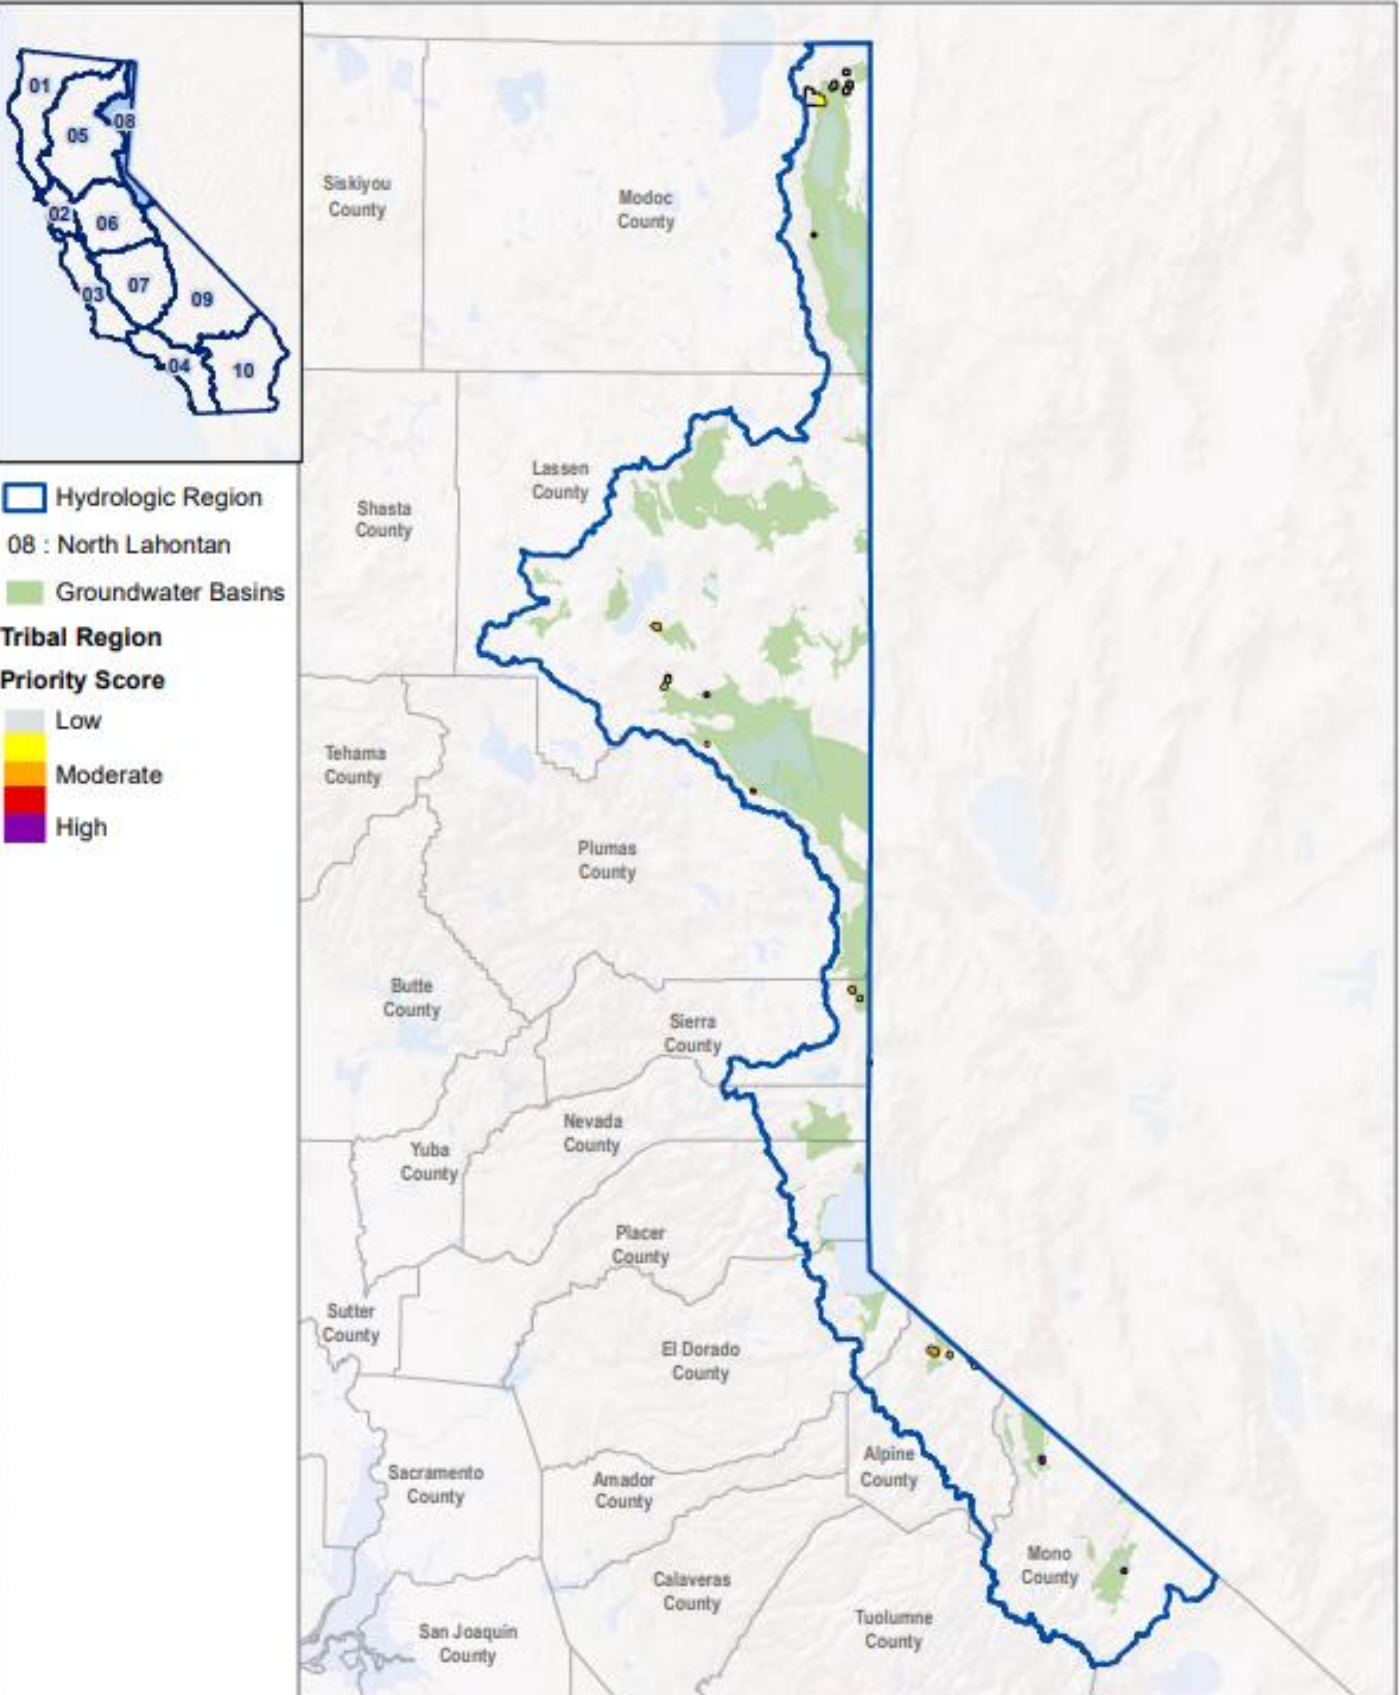 01
05
08
02
06
03
07
09
04
10
Hydrologic Region
08 : North Lahontan
Groundwater Basins
Tribal Region
Priority Score
Low
Moderate
High
Siskiyou
County
Modoc
County
Lassen
County
Shasta
County
Tehama
County
Plumas
County
Butte
County
Sierra
County
Nevada
County
Yuba
County
Placer
County
Sutter
County
El Dorado
County
Alpine
County
Sacramento
County
Amador
County
Mono
County
Calaveras
County
Tuolumne
County
San Joaquin
County